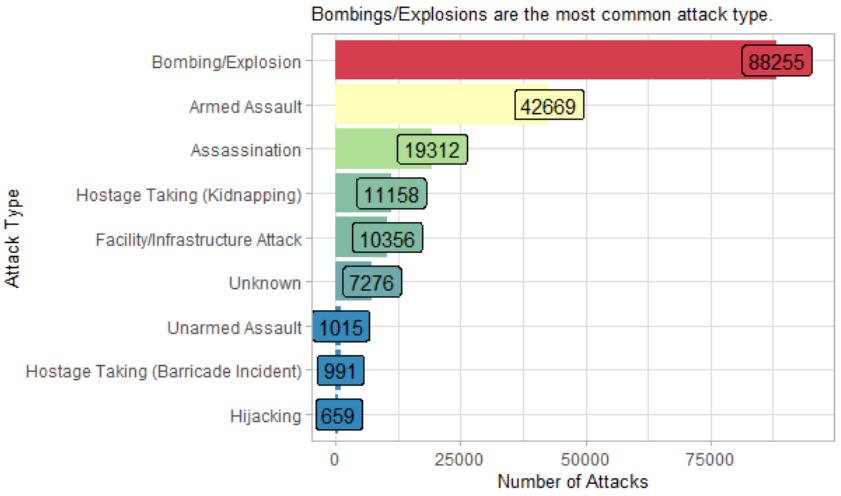 Bombings/Explosions are the most common attack type.
Bombing/Explosion 88255
Armed Assault 42669
Assassination 19312
Hostage Taking (Kidnapping) 11158
Facility/Infrastructure Attack 10356
Unknown 7276
Unarmed Assault 1015
Hostage Taking (Barricade Incident) 991
Hijacking 659
Attack Type
0 25000 50000 75000
Number of Attacks